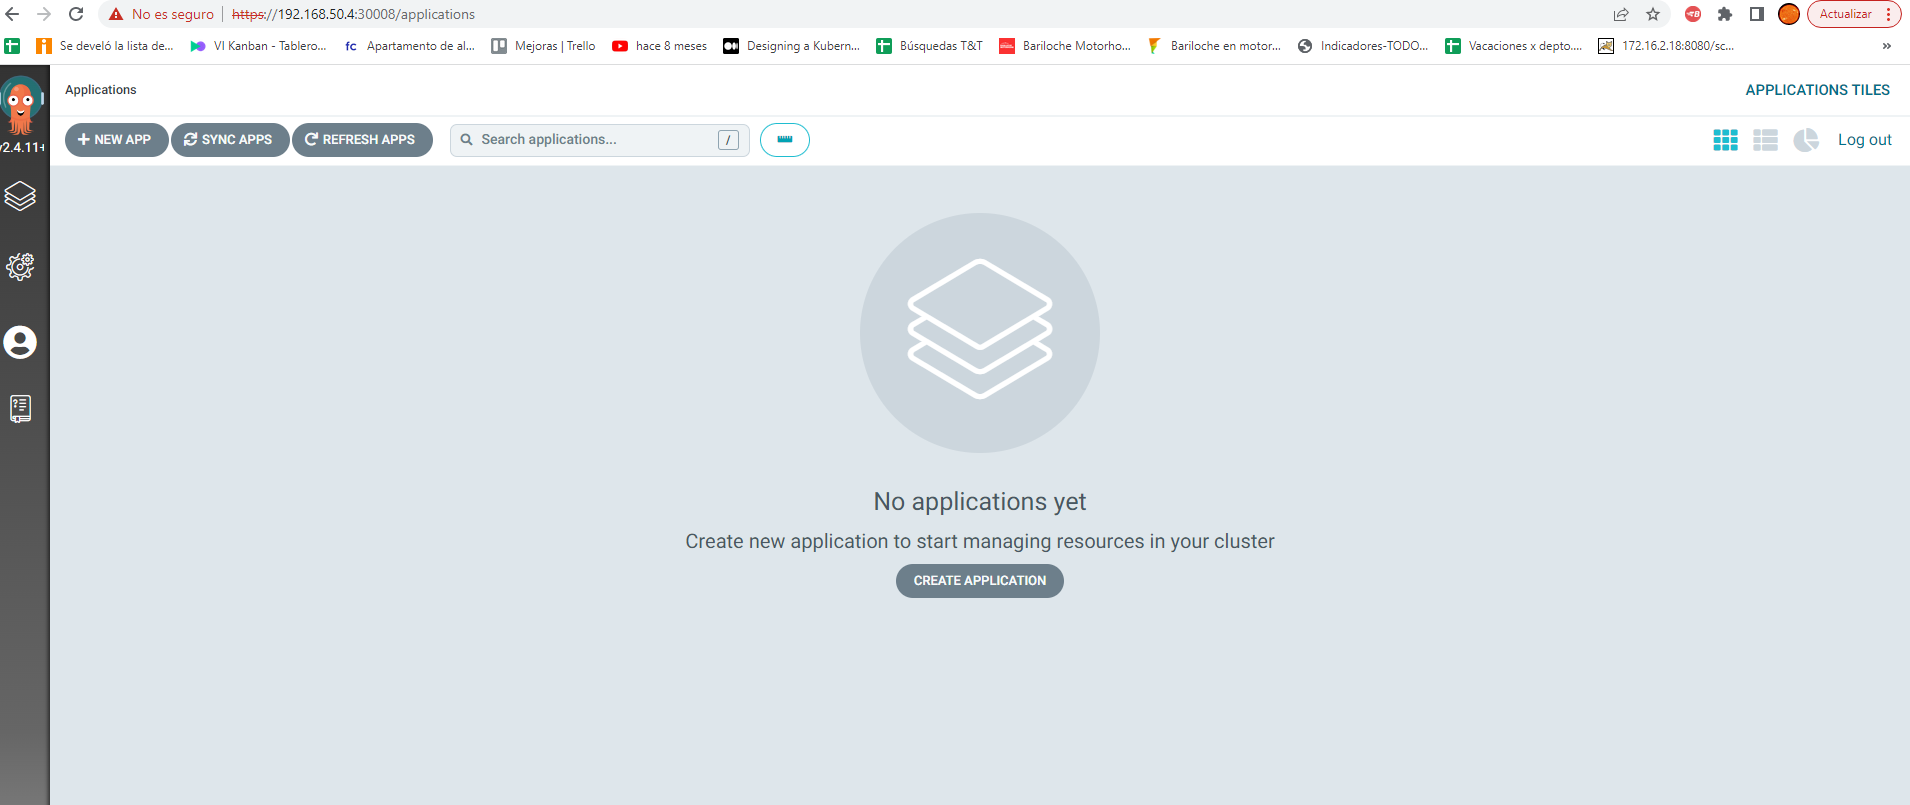 No es seguro https://192.168.50.4:30008/applications Actualizar
Se develó la lista de... VI Kanban - Tablero... fc Apartamento de al... Mejoras | Trello hace 8 meses Designing a Kubern... Búsquedas T&T Bariloche Motorho... Bariloche en motor... Indicadores-TODO... Vacaciones x depto.... 172.16.2.18:8080/sc... »
Applications APPLICATIONS TILES
NEW APP SYNC APPS REFRESH APPS Search applications... / Log out
v2.4.11+
No applications yet
Create new application to start managing resources in your cluster
CREATE APPLICATION